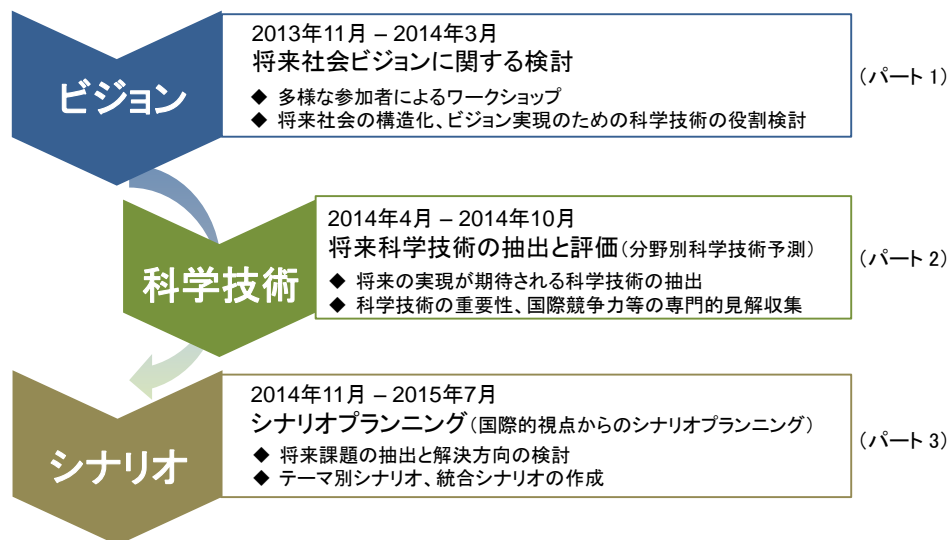 ビジョン
2013年11月 – 2014年3月
将来社会ビジョンに関する検討
◆ 多様な参加者によるワークショップ
◆ 将来社会の構造化、ビジョン実現のための科学技術の役割検討
(パート 1)
科学技術
2014年4月 – 2014年10月
将来科学技術の抽出と評価(分野別科学技術予測)
◆ 将来の実現が期待される科学技術の抽出
◆ 科学技術の重要性、国際競争力等の専門的見解収集
(パート 2)
シナリオ
2014年11月 – 2015年7月
シナリオプランニング(国際的視点からのシナリオプランニング)
◆ 将来課題の抽出と解決方向の検討
◆ テーマ別シナリオ、統合シナリオの作成
(パート 3)